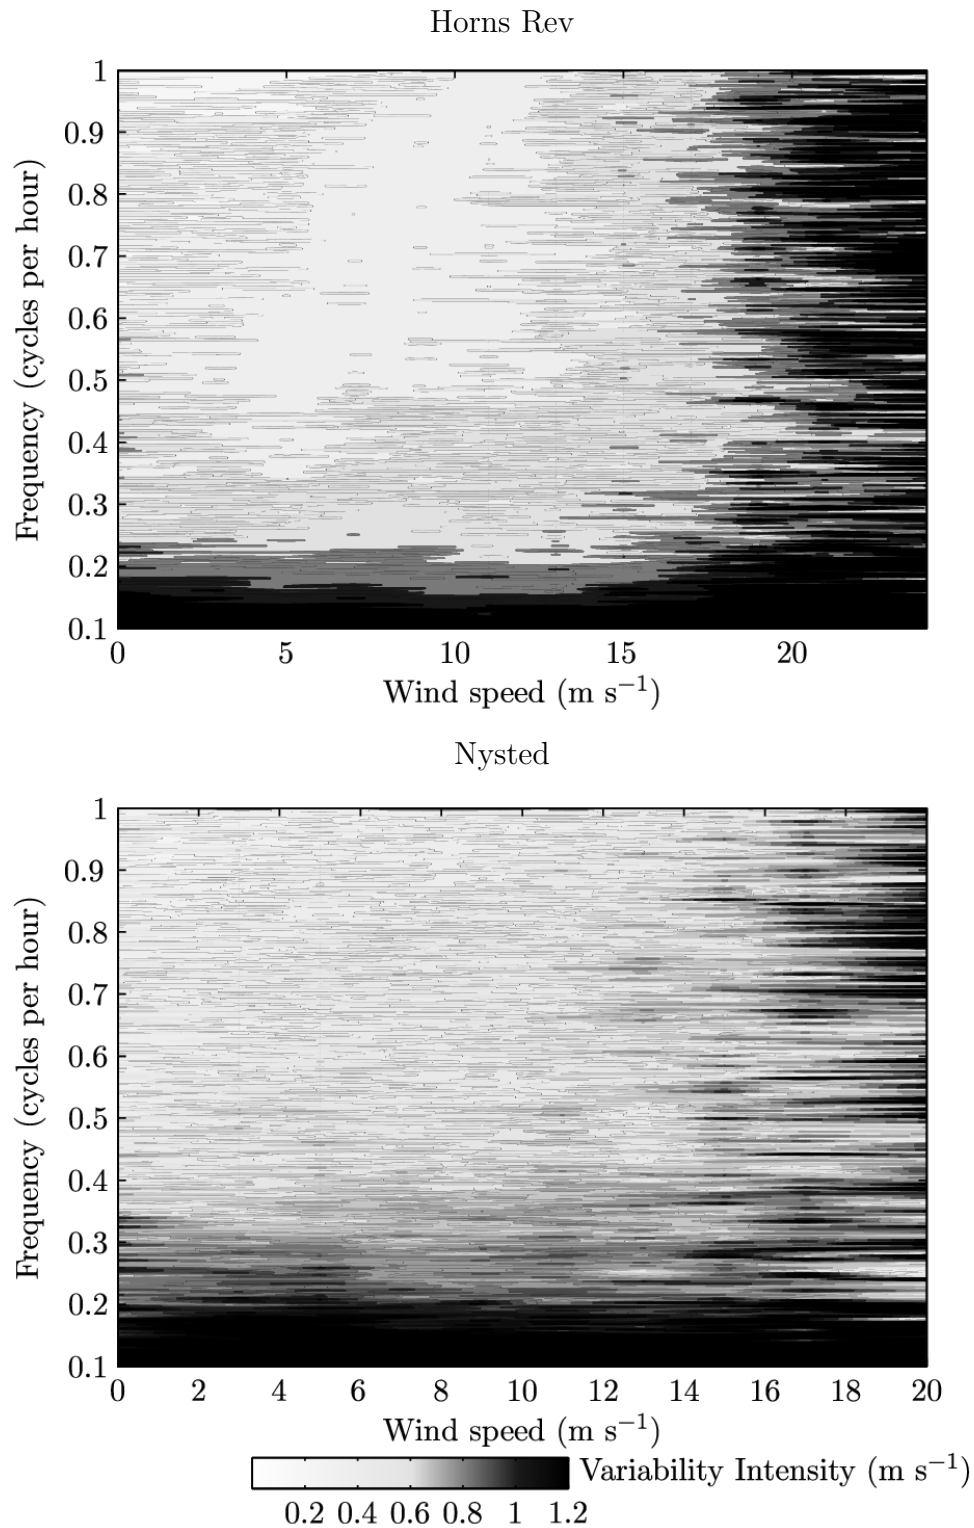 Horns Rev
1
0.9
0.8
0.7
0.6
0.5
0.4
0.3
0.2
0.1
Frequency (cycles per hour)
0 5 10 15 20
Wind speed (m s−1)
Nysted
1
0.9
0.8
0.7
0.6
0.5
0.4
0.3
0.2
0.1
Frequency (cycles per hour)
0 2 4 6 8 10 12 14 16 18 20
Wind speed (m s−1)
Variability Intensity (m s−1)
0.2 0.4 0.6 0.8 1 1.2